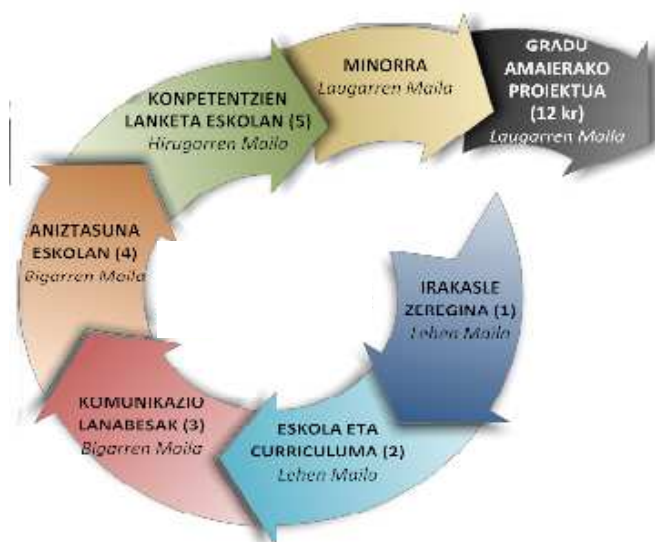 GRADU
AMAIERAKO
PROIEKTUA
(12 kr)
Laugarren Maila
MINORRA
Laugarren Maila
KONPETENTZIEN
LANKETA ESKOLAN (5)
Hirugarren Maila
ANIZTASUNA
ESKOLAN (4)
Bigarren Maila
IRAKASLE
ZEREGINA (1)
Lehen Maila
KOMUNIKAZIO
LANABESAK (3)
Bigarren Maila
ESKOLA ETA
CURRICULUMA (2)
Lehen Maila